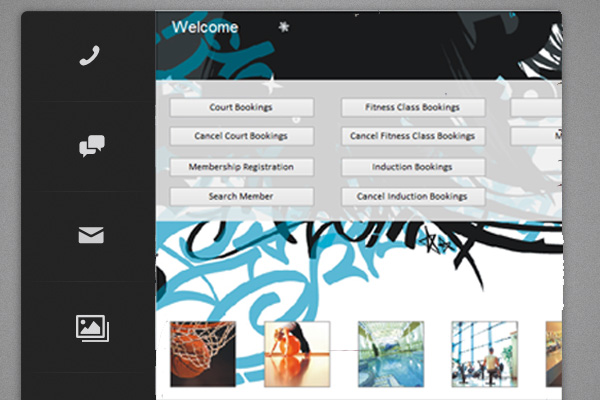 Welcome
Court Bookings Fitness Class Bookings
Cancel Court Bookings Cancel Fitness Class Bookings
Membership Registration Induction Bookings
Search Member Cancel Induction Bookings